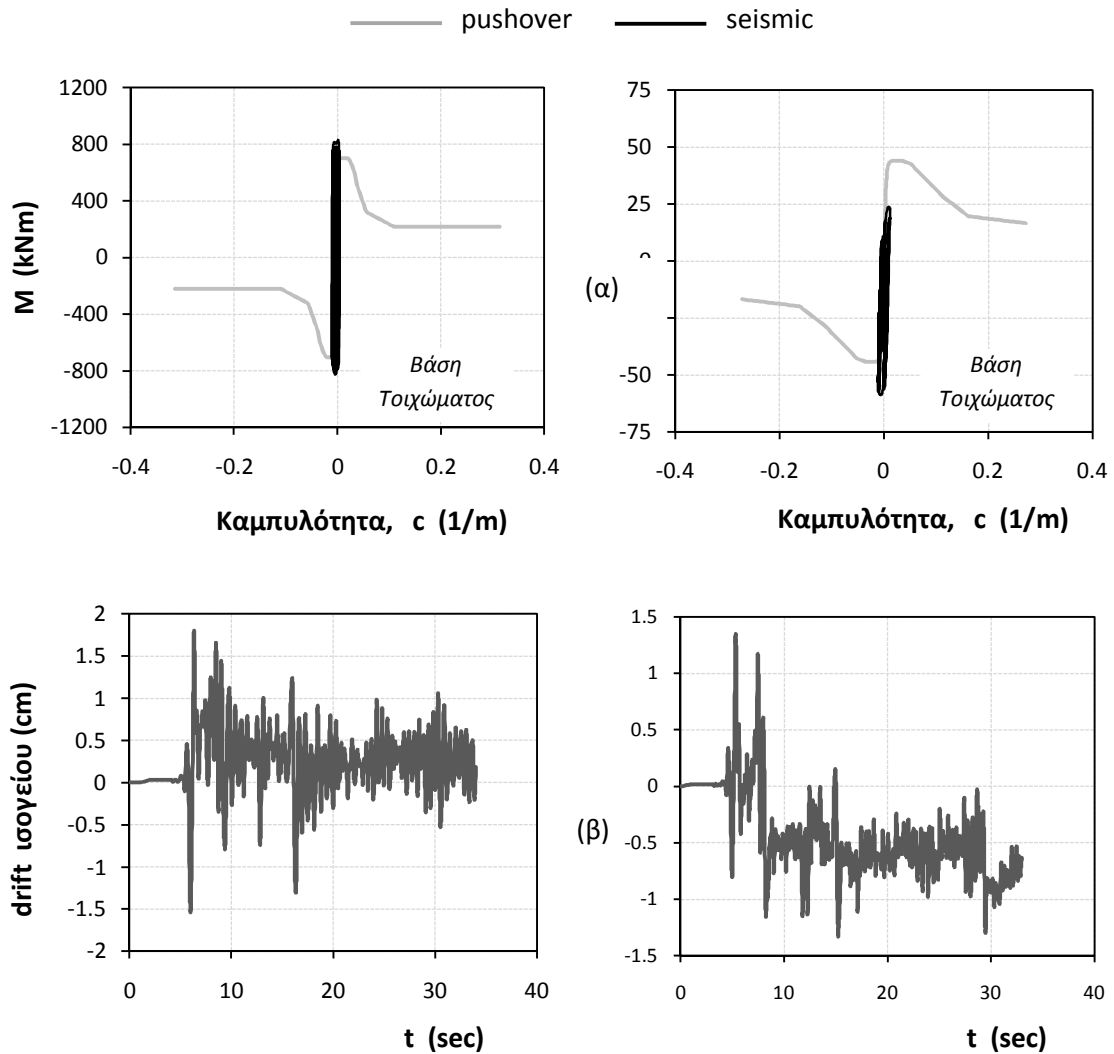 pushover seismic
1200
800
400
0
-400
-800
-1200
M (kNm)
-0.4 -0.2 0 0.2 0.4
Καμπυλότητα, c (1/m)
Βάση
Τοιχώματος
(α)
75
50
25
0
-25
-50
-75
-0.4 -0.2 0 0.2 0.4
Καμπυλότητα, c (1/m)
Βάση
Τοιχώματος
2
1.5
1
0.5
0
-0.5
-1
-1.5
-2
drift ισογείου (cm)
0 10 20 30 40
t (sec)
(β)
1.5
1
0.5
0
-0.5
-1
-1.5
0 10 20 30 40
t (sec)